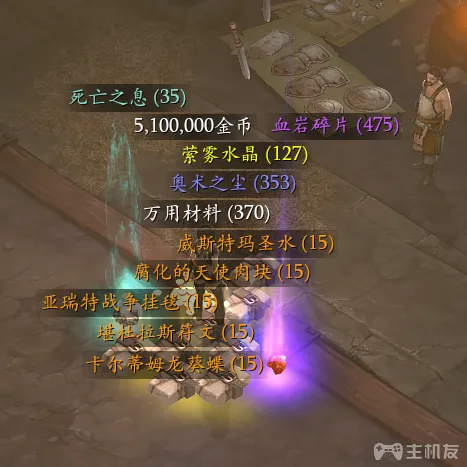 死亡之息 (35)
5,100,000金币 血岩碎片 (475)
萦雾水晶 (127)
奥术之尘 (353)
万用材料 (370)
威斯特玛圣水 (15)
腐化的天使肉块 (15)
亚瑞特战争挂毯 (15)
堪杜拉斯符文 (15)
卡尔蒂姆龙葵蝶 (15)
主机友